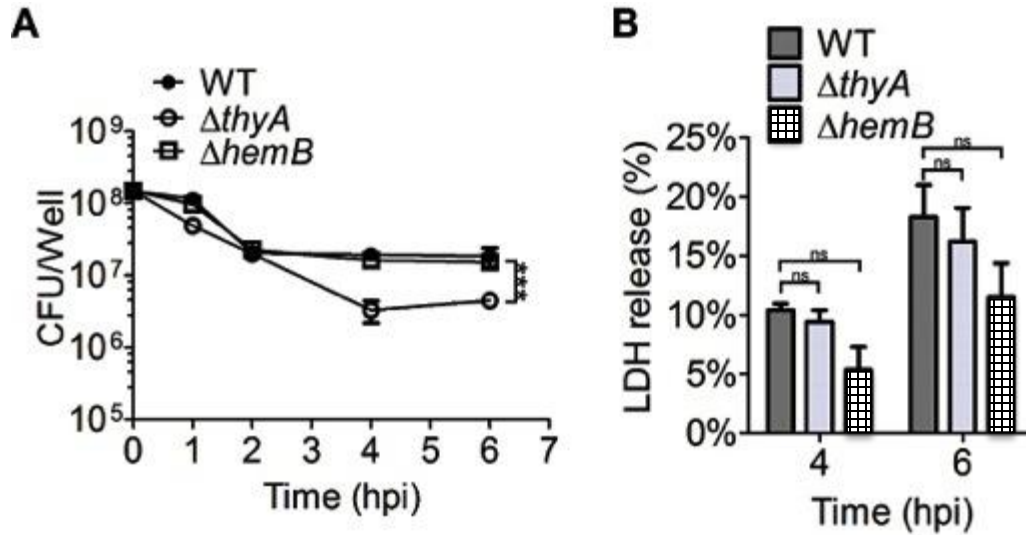 A
WT
ΔthyA
ΔhemB
10⁹
10⁸
10⁷
10⁶
10⁵
CFU/Well
***
0 1 2 3 4 5 6 7
Time (hpi)
B
WT
ΔthyA
ΔhemB
25%
20%
15%
10%
5%
0%
LDH release (%)
ns
ns
ns
ns
4 6
Time (hpi)